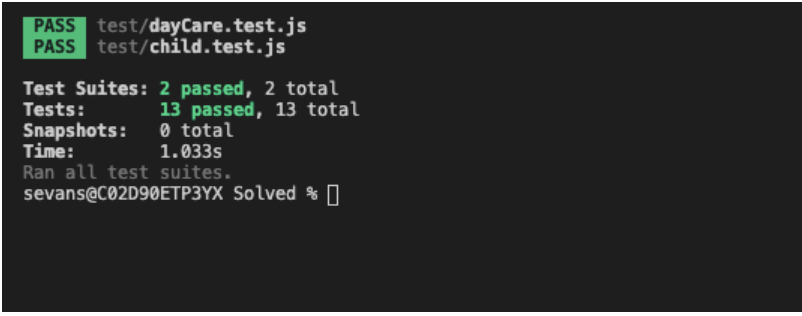 PASS test/dayCare.test.js
PASS test/child.test.js
Test Suites: 2 passed, 2 total
Tests: 13 passed, 13 total
Snapshots: 0 total
Time: 1.033s
Ran all test suites.
sevans@C02D90ETP3YX Solved %